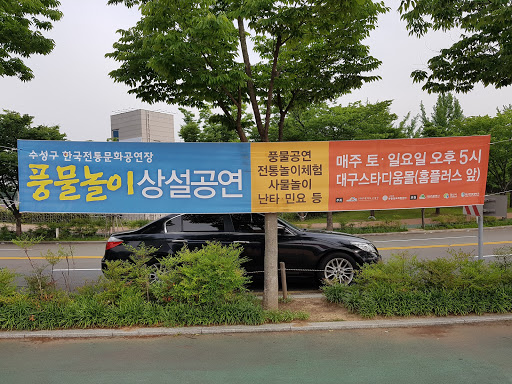 수성구 한국전통문화공연장
풍물놀이 상설공연
풍물공연
전통놀이체험
사물놀이
난타 민요 등
매주 토·일요일 오후 5시
대구스타디움몰(홈플러스 앞)